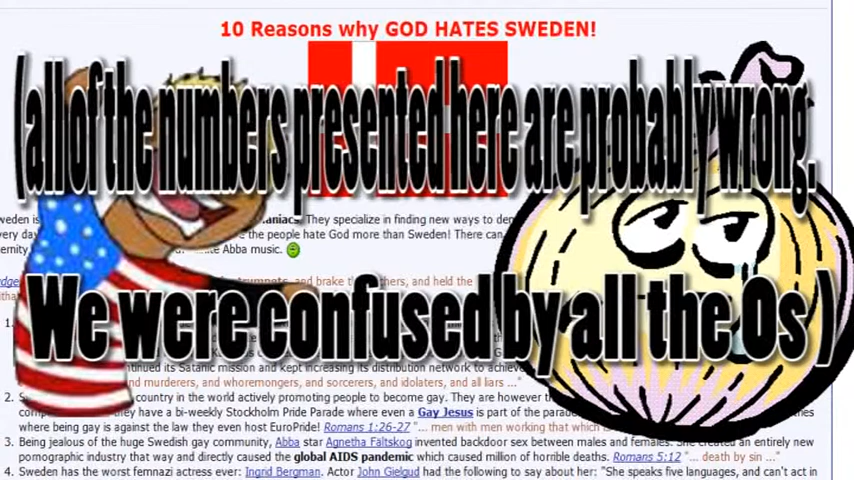 10 Reasons why GOD HATES SWEDEN!
(all of the numbers presented here are probably wrong.
weden is
aniacs. They specialize in finding new ways to
very day
e the people hate God more than Sweden! There can
ernity
Abba music.
and brake
hers, and held the
We were confused by all the Os)
1.
ntinued its Satanic mission and kept increasing its distribution network to achieve
nd murderers, and whoremongers, and sorcerers, and idolaters, and all liars ..."
2.
country in the world actively promoting people to become gay. They are however
they have a bi-weekly Stockholm Pride Parade where even a Gay Jesus is part of the parade
where being gay is against the law they even host EuroPride! Romans 1:26-27 "... men with men working that which
3. Being jealous of the huge Swedish gay community, Abba star Agnetha Fältskog invented backdoor sex between males and females. She created an entirely new
pornographic industry that way and directly caused the global AIDS pandemic which caused million of horrible deaths. Romans 5:12 "... death by sin ..."
4. Sweden has the worst femnazi actress ever: Ingrid Bergman. Actor John Gielgud had the following to say about her: "She speaks five languages, and can't act in